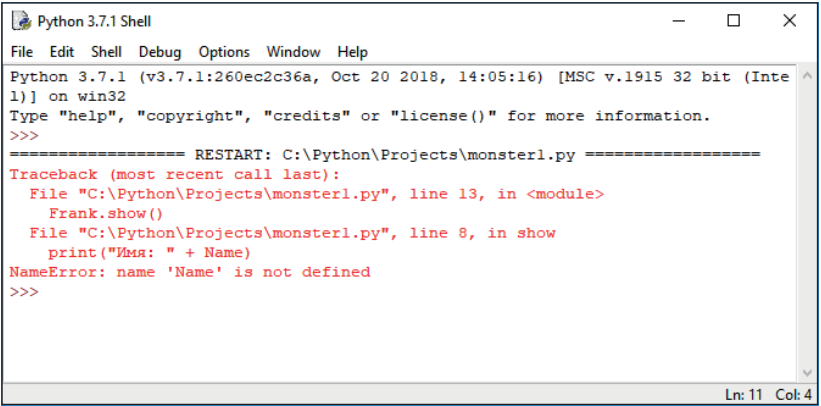 Python 3.7.1 Shell
File Edit Shell Debug Options Window Help
Python 3.7.1 (v3.7.1:260ec2c36a, Oct 20 2018, 14:05:16) [MSC v.1915 32 bit (Inte
l)] on win32
Type "help", "copyright", "credits" or "license()" for more information.
>>>
================== RESTART: C:\Python\Projects\monster1.py ==================
Traceback (most recent call last):
  File "C:\Python\Projects\monster1.py", line 13, in <module>
    Frank.show()
  File "C:\Python\Projects\monster1.py", line 8, in show
    print("Имя: " + Name)
NameError: name 'Name' is not defined
>>>
Ln: 11 Col: 4